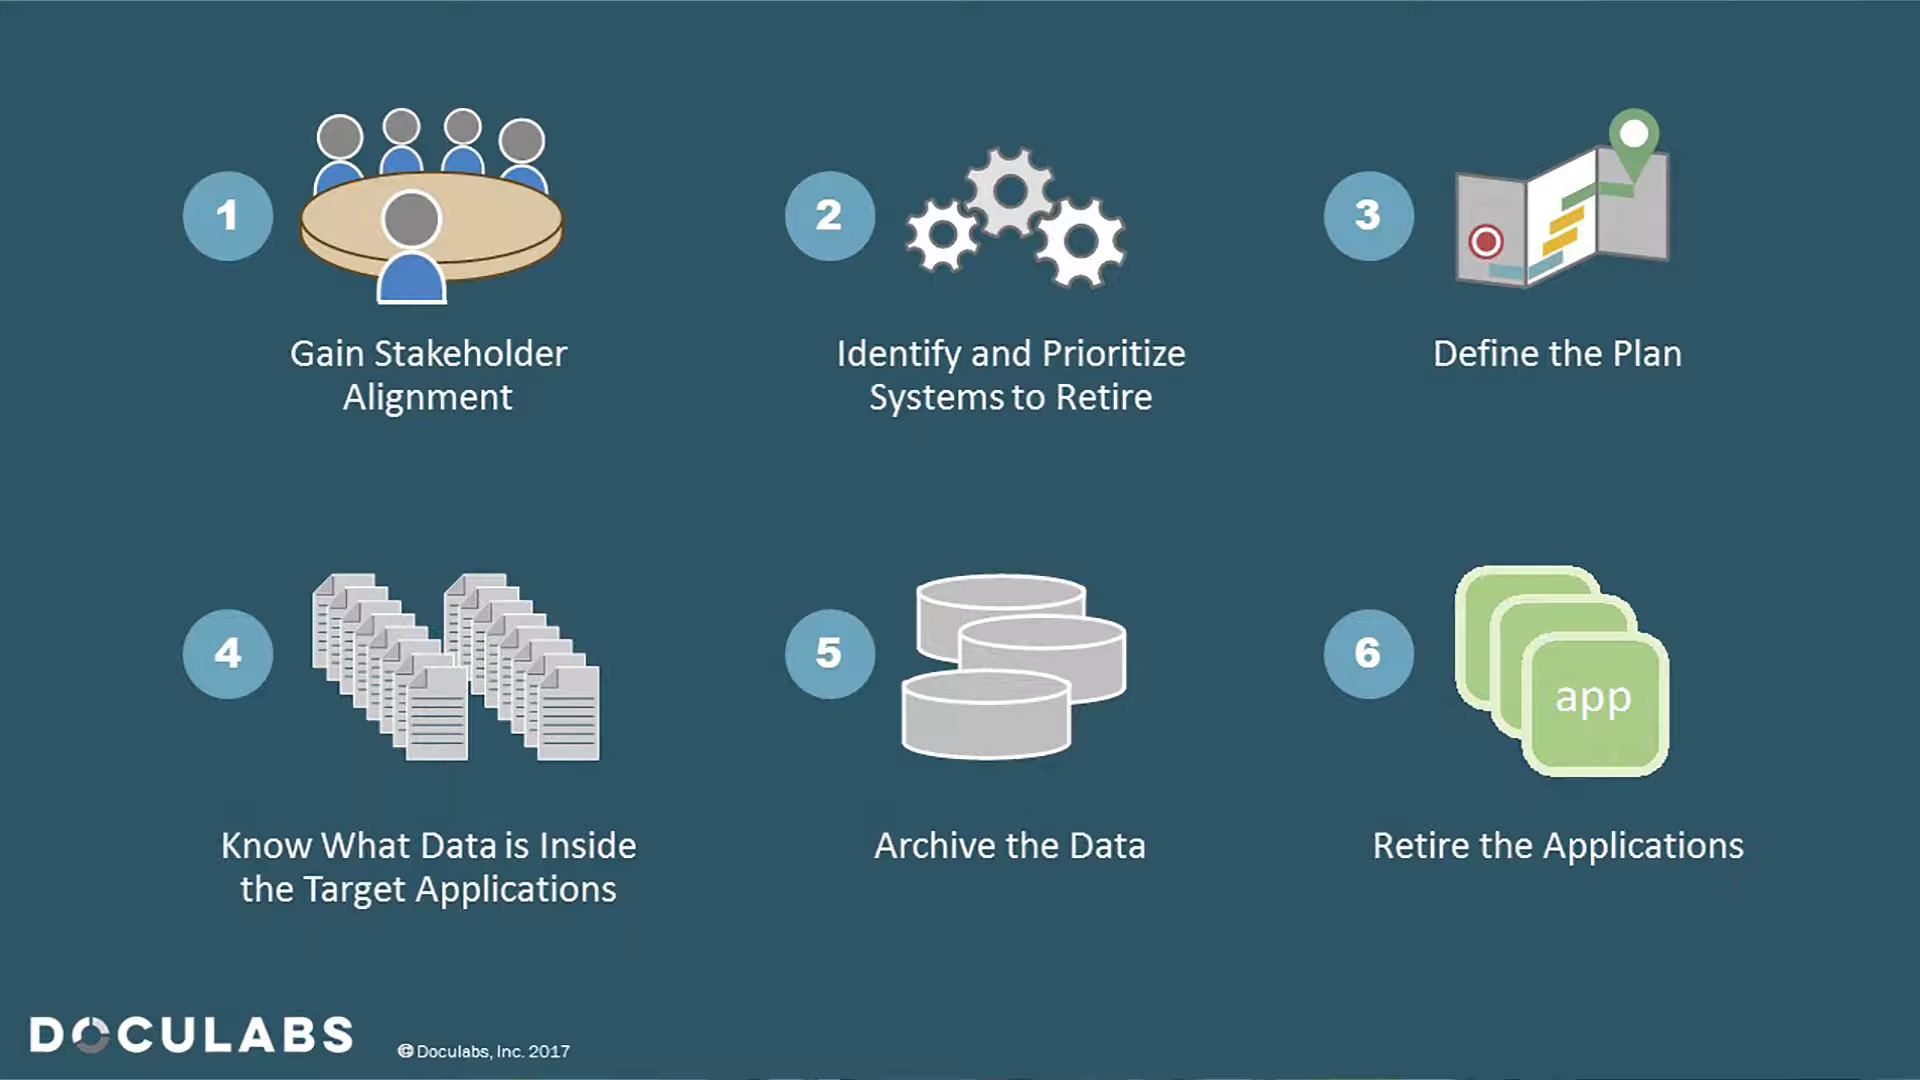 1
Gain Stakeholder
Alignment
2
Identify and Prioritize
Systems to Retire
3
Define the Plan
4
Know What Data is Inside
the Target Applications
5
Archive the Data
6
app
Retire the Applications
DOCULABS
© Doculabs, Inc. 2017